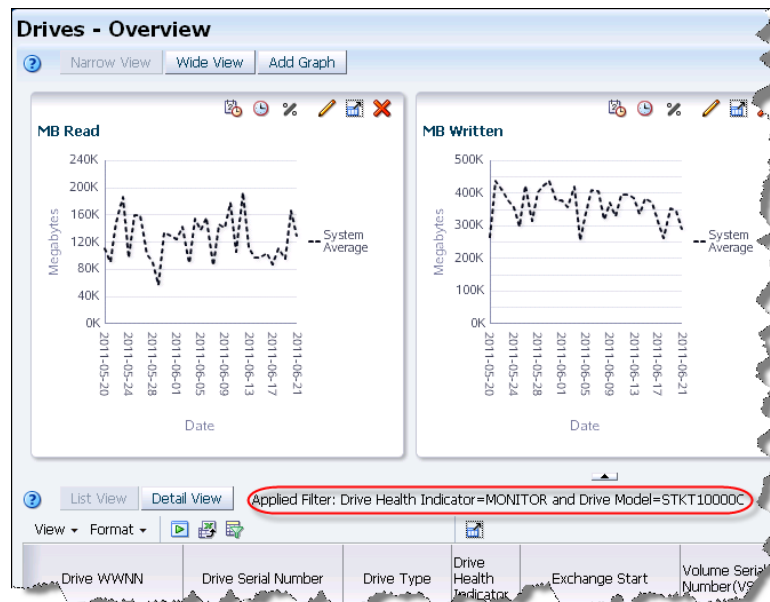 Drives - Overview
Narrow View Wide View Add Graph
MB Read
240K
200K
160K
120K
80K
40K
0K
Megabytes
System
Average
2011-05-20
2011-05-24
2011-05-28
2011-06-01
2011-06-05
2011-06-09
2011-06-13
2011-06-17
2011-06-21
Date
MB Written
500K
400K
300K
200K
100K
0K
Megabytes
System
Average
2011-05-20
2011-05-24
2011-05-28
2011-06-01
2011-06-05
2011-06-09
2011-06-13
2011-06-17
2011-06-21
Date
List View Detail View Applied Filter: Drive Health Indicator=MONITOR and Drive Model=STKT10000C
View Format
Drive WWNN
Drive Serial Number
Drive Type
Drive
Health
Indicator
Exchange Start
Volume Serial
Number(VS